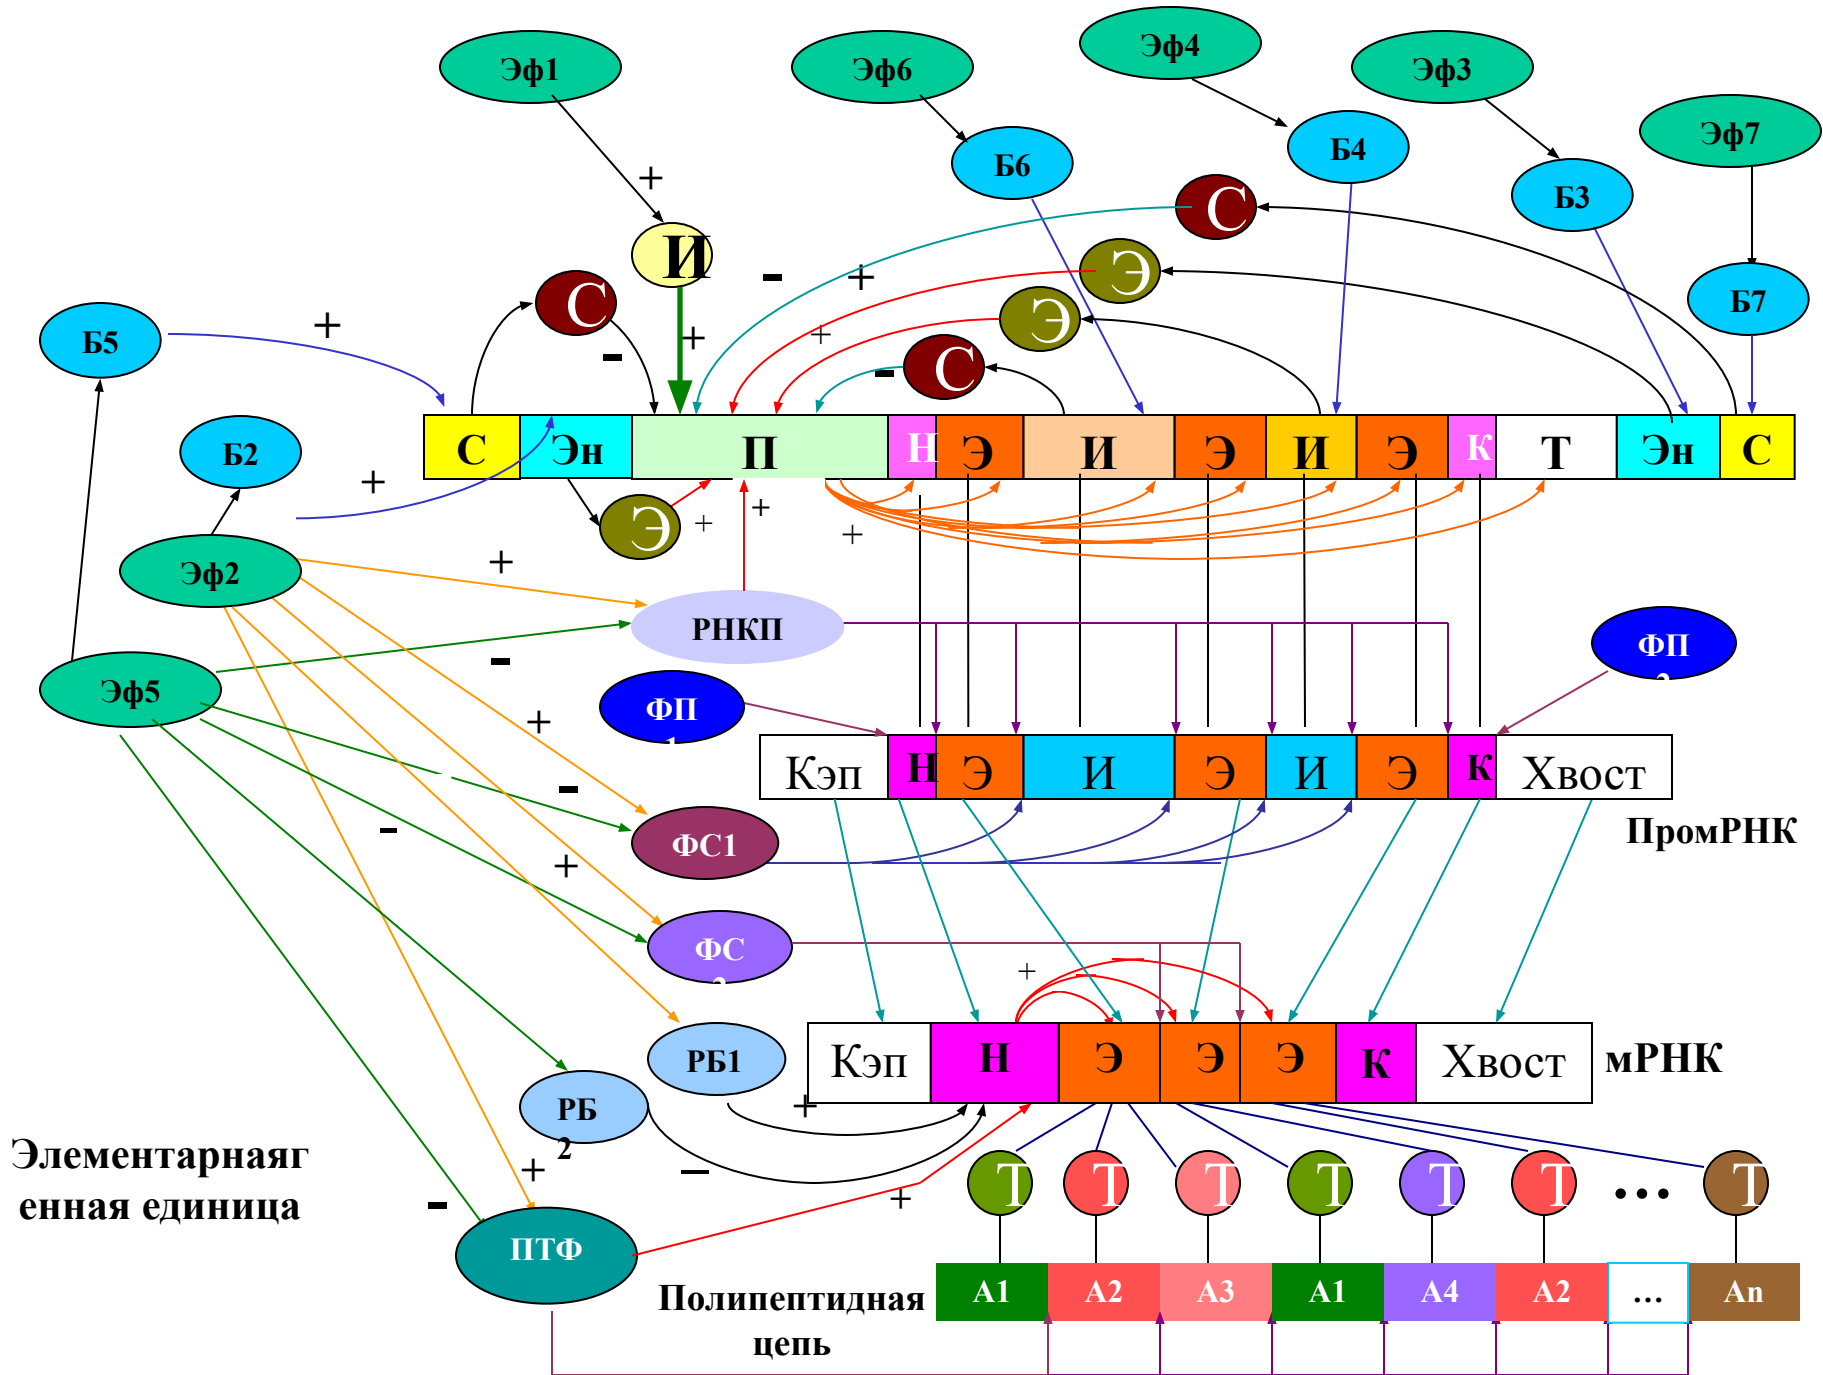 Эф4
Эф1
Эф6
Эф3
Эф7
Б4
Б6
Б3
+
С
И
Э
- +
Б7
С
Э
+
Б5
+
+
-
С
-
С Эн П Н Э И Э И Э К Т Эн С
Б2
+
Э
+
+
+
Эф2
+
РНКП
ФП
-
Эф5
ФП
+
Кэп Н Э И Э И Э К Хвост
-
-
ПромРНК
ФС1
+
ФС
+
РБ1
Кэп Н Э Э Э К Хвост
мРНК
+
РБ
2
Элементарнаяг
енная единица
+
–
Т Т Т Т Т Т ... Т
-
+
ПТФ
Полипептидная
цепь
А1 А2 А3 А1 А4 А2 ... Аn